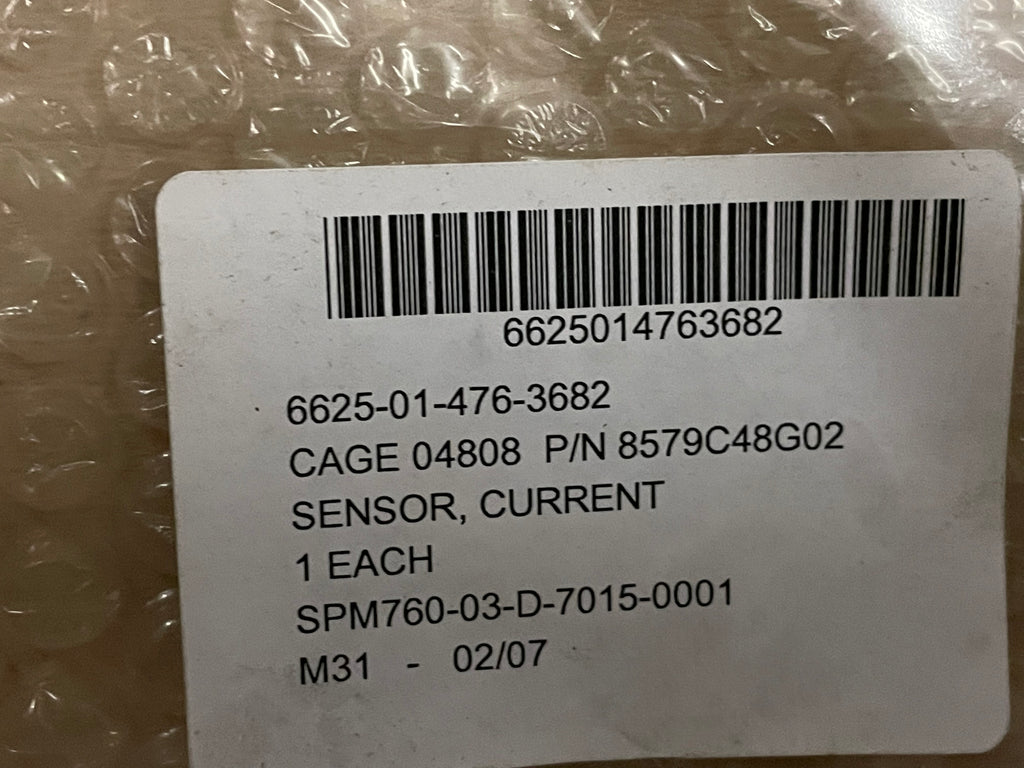 6625014763682
6625-01-476-3682
CAGE 04808 P/N 8579C48G02
SENSOR, CURRENT
1 EACH
SPM760-03-D-7015-0001
M31 - 02/07